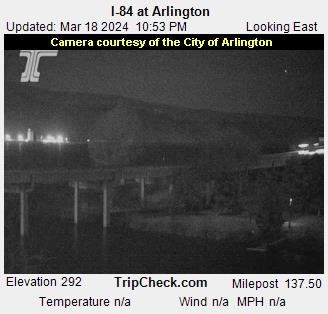 I-84 at Arlington
Updated: Mar 18 2024 10:53 PM Looking East
Camera courtesy of the City of Arlington
Elevation 292 TripCheck.com Milepost 137.50
Temperature n/a Wind n/a MPH n/a